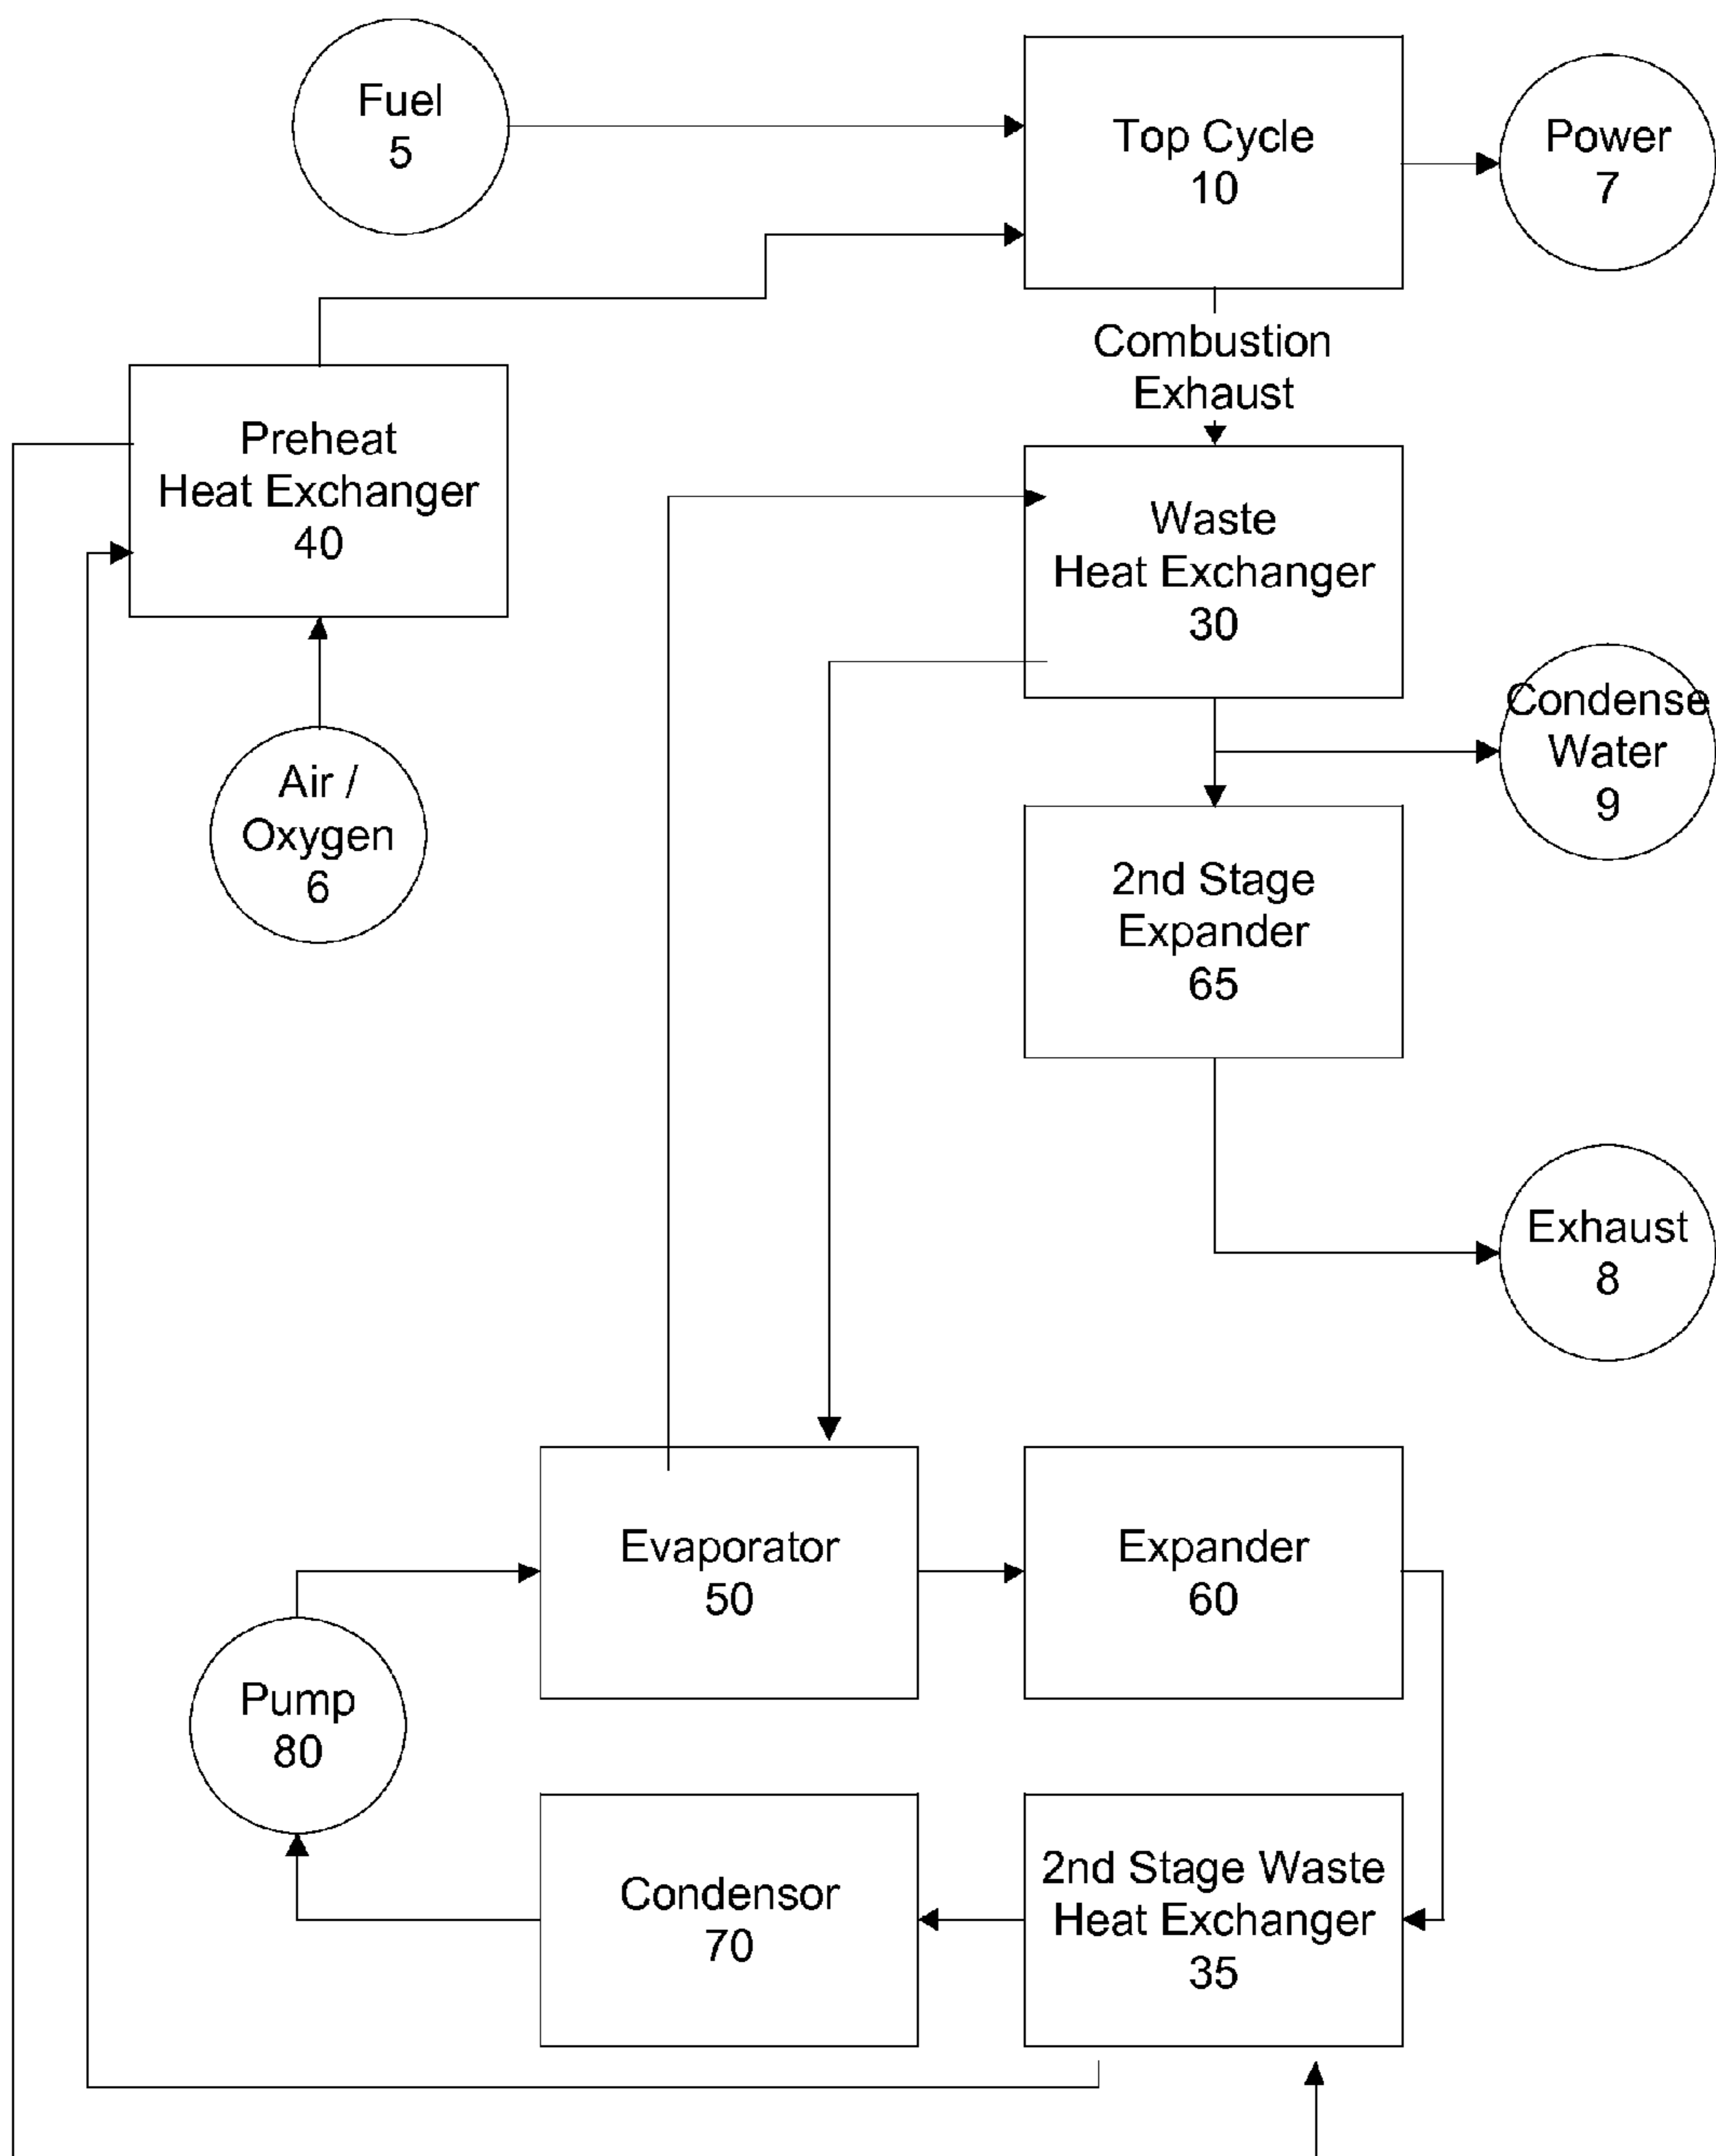 Fuel
5
Top Cycle
10
Power
7
Combustion
Exhaust
Preheat
Heat Exchanger
40
Waste
Heat Exchanger
30
Condense
Water
9
Air /
Oxygen
6
2nd Stage
Expander
65
Exhaust
8
Evaporator
50
Expander
60
Pump
80
Condensor
70
2nd Stage Waste
Heat Exchanger
35